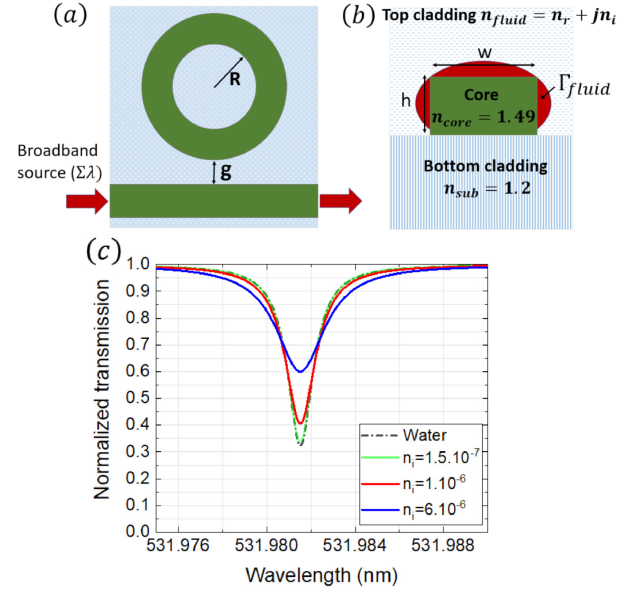 (a)
R
g
Broadband
source (Σλ)
(b) Top cladding n_fluid = n_r + jn_i
w
h
Core
n_core = 1.49
Γ_fluid
Bottom cladding
n_sub = 1.2
(c)
Normalized transmission
1.0
0.9
0.8
0.7
0.6
0.5
0.4
0.3
0.2
0.1
0.0
Water
n_i=1.5.10^-7
n_i=1.10^-6
n_i=6.10^-6
531.976 531.980 531.984 531.988
Wavelength (nm)